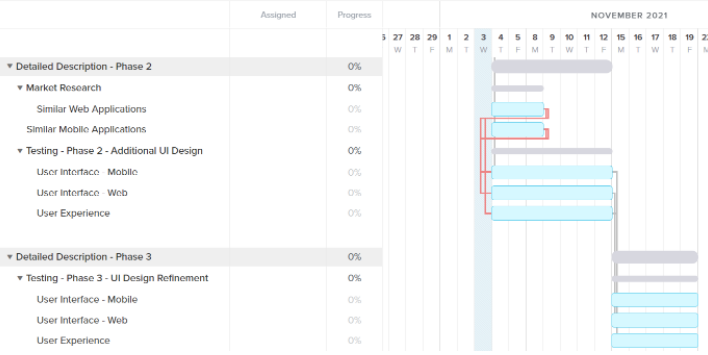 Assigned Progress NOVEMBER 2021
27 28 29 1 2 3 4 5 8 9 10 11 12 15 16 17 18 19
W T F M T W T F M T W T F M T W T F M
Detailed Description - Phase 2 0%
Market Research 0%
Similar Web Applications 0%
Similar Mobile Applications 0%
Testing - Phase 2 - Additional UI Design 0%
User Interface - Mobile 0%
User Interface - Web 0%
User Experience 0%
Detailed Description - Phase 3 0%
Testing - Phase 3 - UI Design Refinement 0%
User Interface - Mobile 0%
User Interface - Web 0%
User Experience 0%